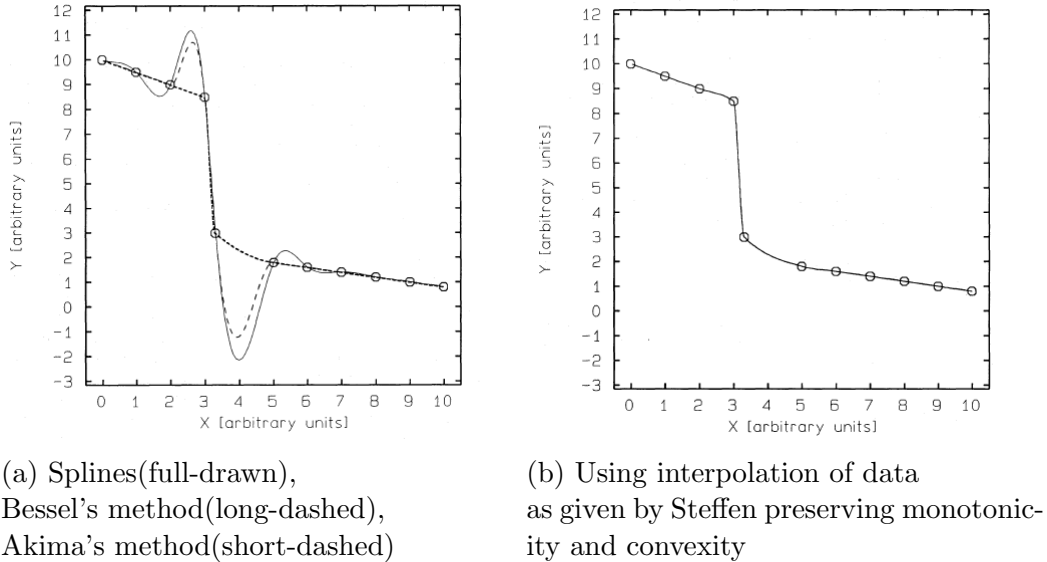 12
11
10
9
8
7
6
5
4
3
2
1
0
−1
−2
−3
Y [arbitrary units]
0 1 2 3 4 5 6 7 8 9 10
X [arbitrary units]
(a) Splines(full-drawn),
Bessel's method(long-dashed),
Akima's method(short-dashed)
12
11
10
9
8
7
6
5
4
3
2
1
0
−1
−2
−3
Y [arbitrary units]
0 1 2 3 4 5 6 7 8 9 10
X [arbitrary units]
(b) Using interpolation of data
as given by Steffen preserving monotonic-
ity and convexity